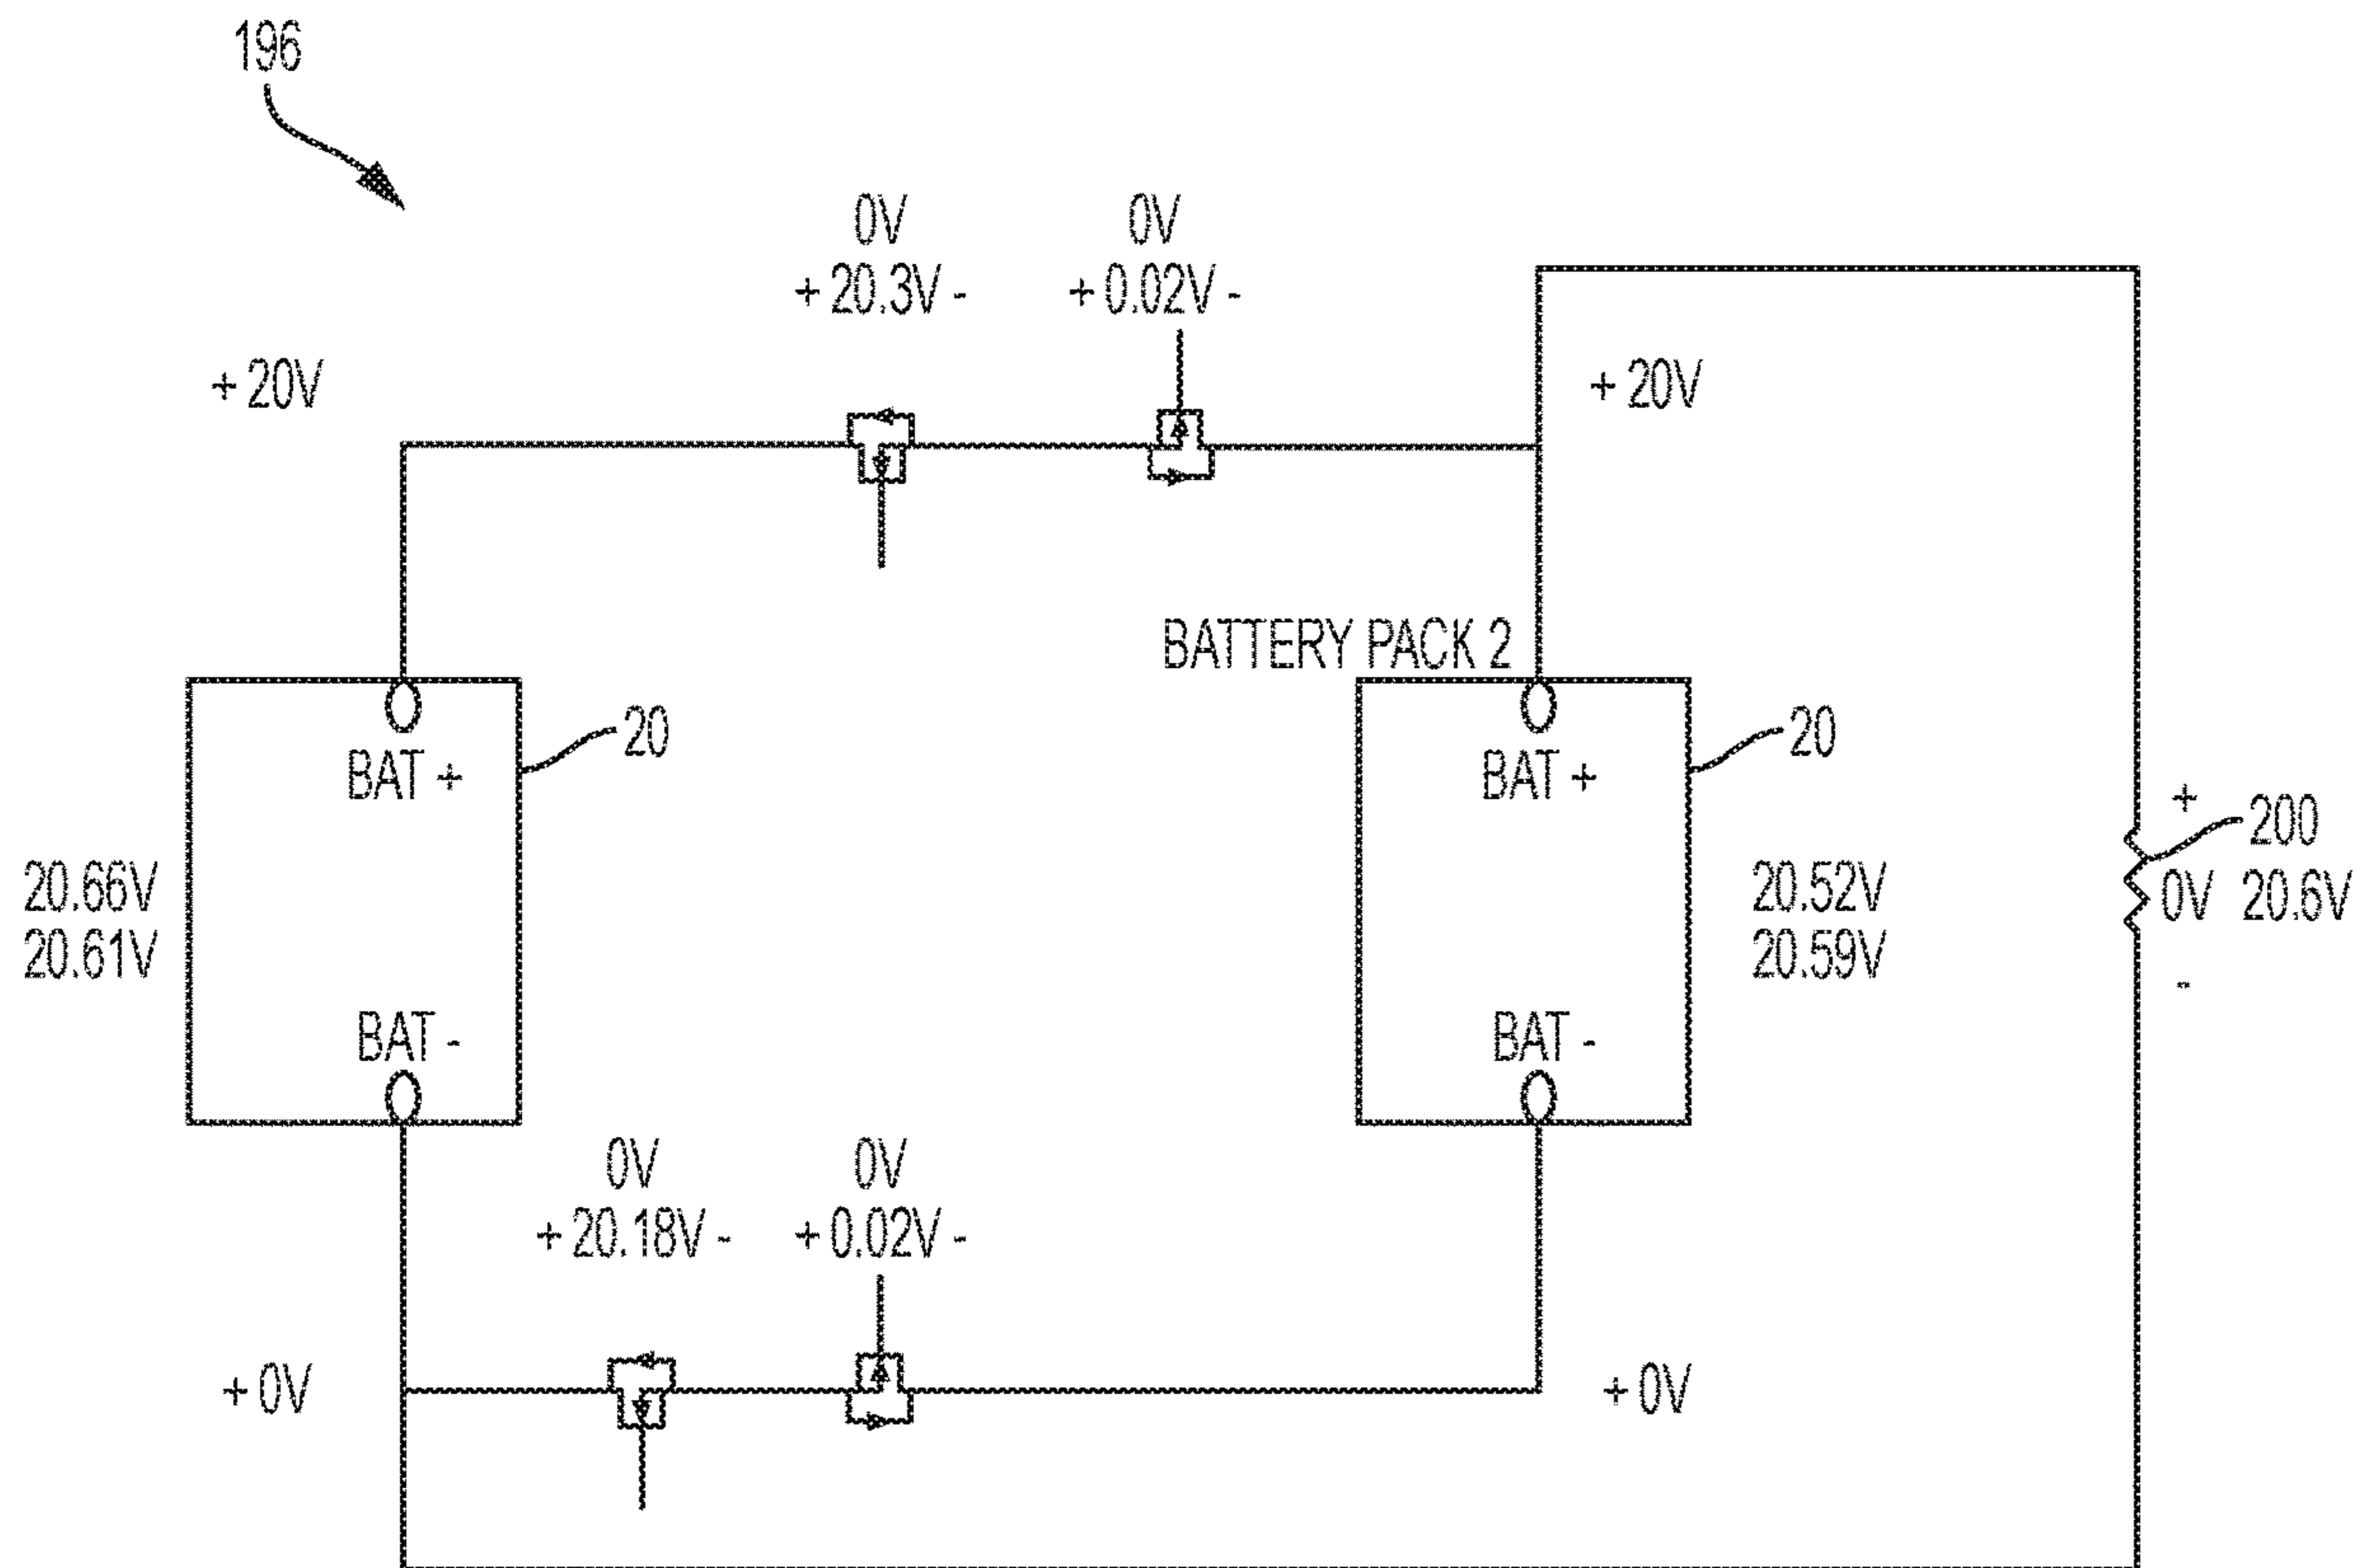 196
0V
+ 20.3V -
0V
+ 0.02V -
+ 20V
+ 20V
BATTERY PACK 2
20
BAT +
20.66V
20.61V
BAT -
20
BAT +
20.52V
20.59V
BAT -
+
200
0V 20.6V
-
0V
+ 20.18V -
0V
+ 0.02V -
+ 0V
+ 0V